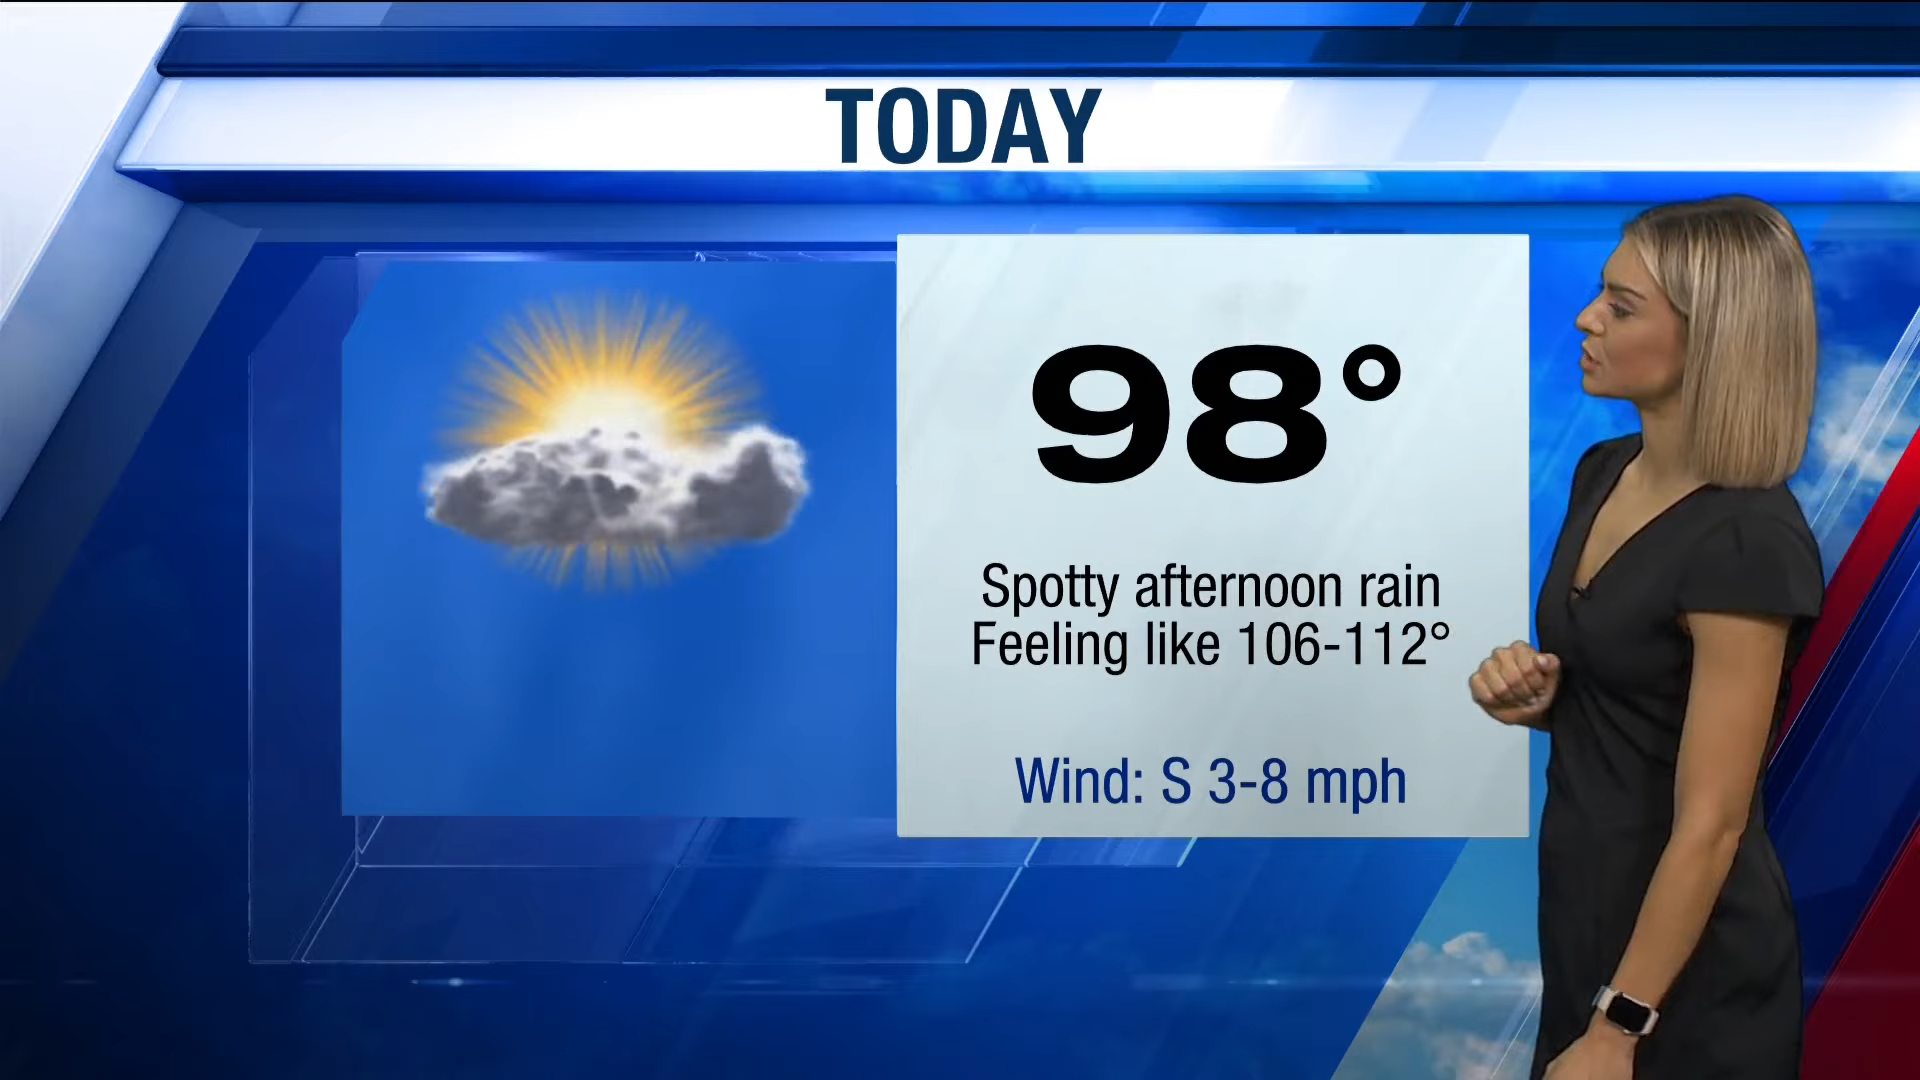 TODAY
98°
Spotty afternoon rain
Feeling like 106-112°
Wind: S 3-8 mph